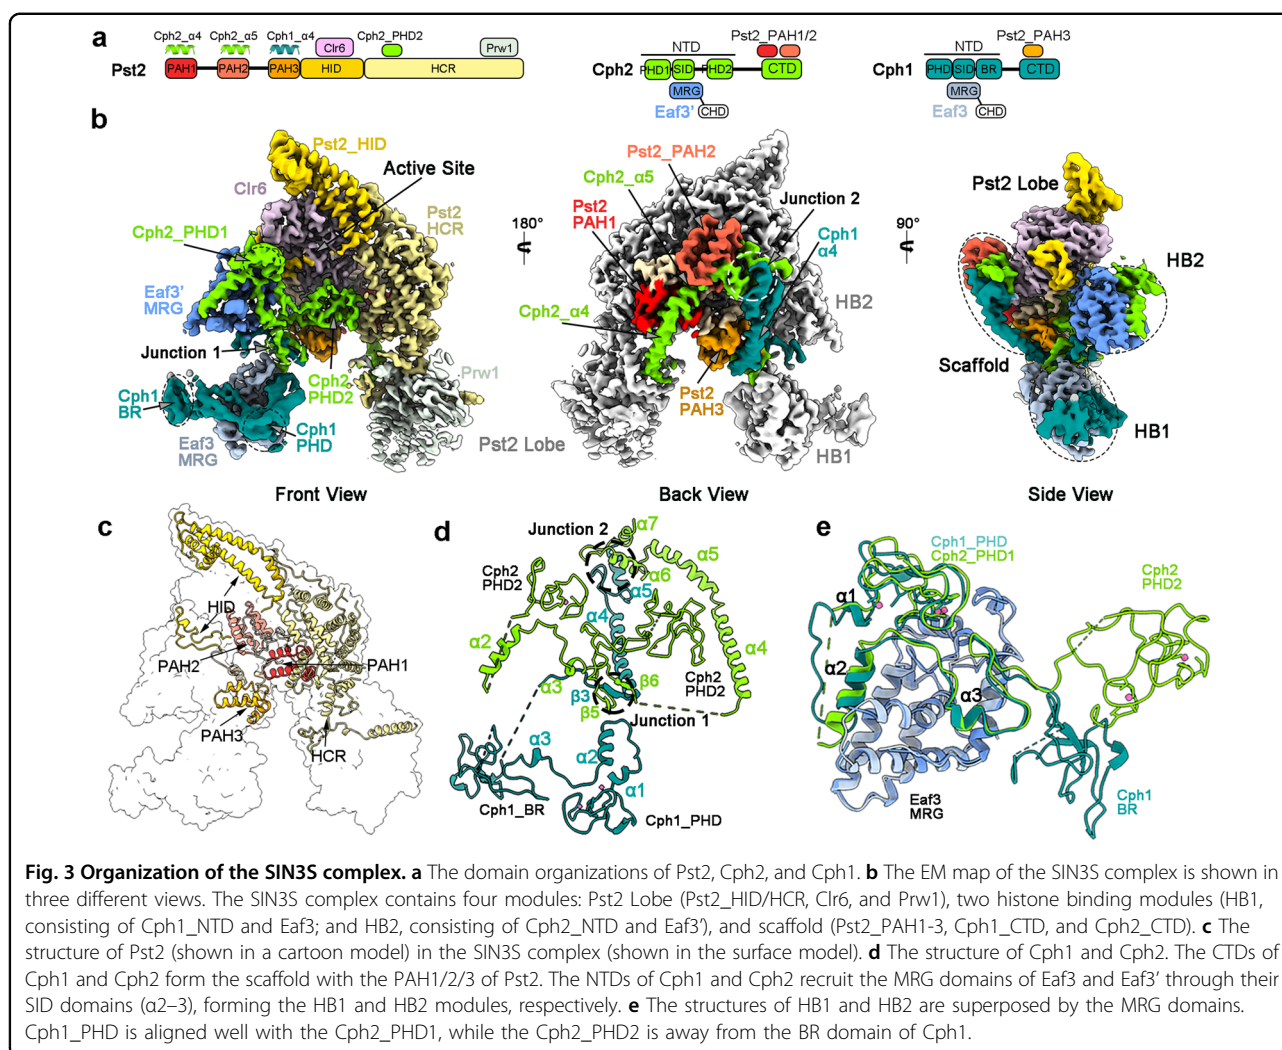 a
Cph2_α4 Cph2_α5 Cph1_α4 Clr6 Cph2_PHD2 Prw1
Pst2 PAH1 PAH2 PAH3 HID HCR
NTD Pst2_PAH1/2
Cph2 PHD1 SID PHD2 CTD
MRG
Eaf3' CHD
NTD Pst2_PAH3
Cph1 PHD SID BR CTD
MRG
Eaf3 CHD
b
Pst2_HID
Active Site
Clr6
Pst2
HCR
Cph2_PHD1
Eaf3'
MRG
Junction 1
Cph2
PHD2
Prw1
Cph1
BR
Cph1
PHD
Eaf3
MRG
Pst2 Lobe
Front View
180°
Pst2_PAH2
Cph2_α5
Pst2
PAH1
Junction 2
Cph1
α4
HB2
Cph2_α4
Pst2
PAH3
HB1
Back View
90°
Pst2 Lobe
HB2
Scaffold
HB1
Side View
c
HID
PAH2
PAH1
PAH3
HCR
d
α7
Junction 2
α5
Cph2
PHD2
α6
α5
α4
α2
α4
α3
Cph2
PHD2
β3
β6
β5
Junction 1
α3
α2
α1
Cph1_BR
Cph1_PHD
e
Cph1_PHD
Cph2_PHD1
Cph2
PHD2
α1
α2
α3
Cph1
BR
Eaf3
MRG
Fig. 3 Organization of the SIN3S complex. a The domain organizations of Pst2, Cph2, and Cph1. b The EM map of the SIN3S complex is shown in
three different views. The SIN3S complex contains four modules: Pst2 Lobe (Pst2_HID/HCR, Clr6, and Prw1), two histone binding modules (HB1,
consisting of Cph1_NTD and Eaf3; and HB2, consisting of Cph2_NTD and Eaf3'), and scaffold (Pst2_PAH1-3, Cph1_CTD, and Cph2_CTD). c The
structure of Pst2 (shown in a cartoon model) in the SIN3S complex (shown in the surface model). d The structure of Cph1 and Cph2. The CTDs of
Cph1 and Cph2 form the scaffold with the PAH1/2/3 of Pst2. The NTDs of Cph1 and Cph2 recruit the MRG domains of Eaf3 and Eaf3' through their
SID domains (α2–3), forming the HB1 and HB2 modules, respectively. e The structures of HB1 and HB2 are superposed by the MRG domains.
Cph1_PHD is aligned well with the Cph2_PHD1, while the Cph2_PHD2 is away from the BR domain of Cph1.